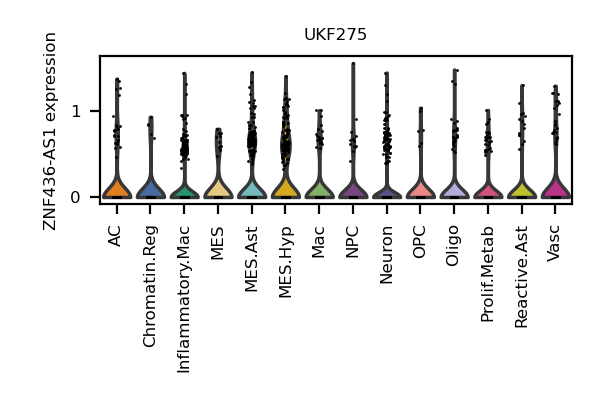 UKF275
ZNF436-AS1 expression
1
0
AC
Chromatin.Reg
Inflammatory.Mac
MES
MES.Ast
MES.Hyp
Mac
NPC
Neuron
OPC
Oligo
Prolif.Metab
Reactive.Ast
Vasc